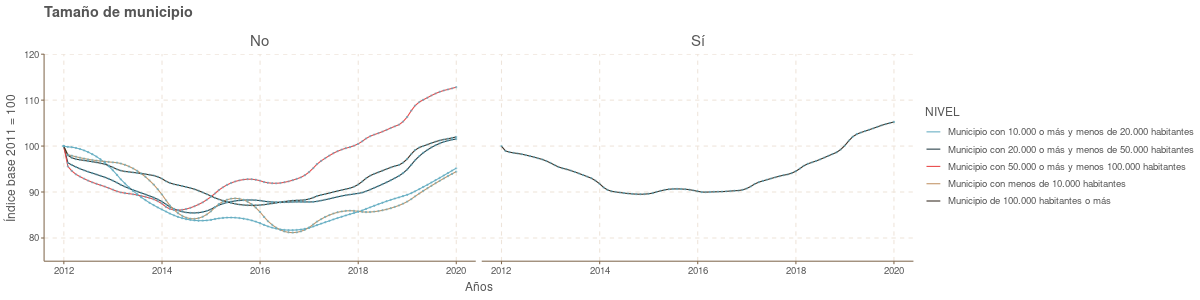 Tamaño de municipio
No
Sí
120
110
100
90
80
Índice base 2011 = 100
2012
2014
2016
2018
2020
2012
2014
2016
2018
2020
Años
NIVEL
Municipio con 10.000 o más y menos de 20.000 habitantes
Municipio con 20.000 o más y menos de 50.000 habitantes
Municipio con 50.000 o más y menos 100.000 habitantes
Municipio con menos de 10.000 habitantes
Municipio de 100.000 habitantes o más